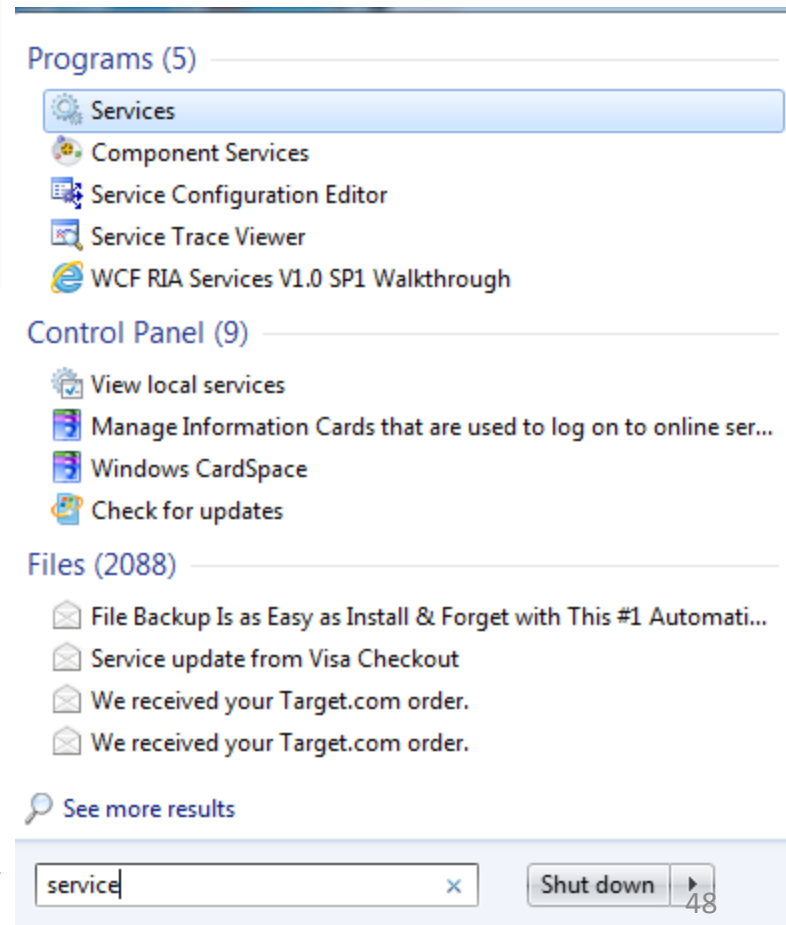 Programs (5)
Services
Component Services
Service Configuration Editor
Service Trace Viewer
WCF RIA Services V1.0 SP1 Walkthrough
Control Panel (9)
View local services
Manage Information Cards that are used to log on to online ser...
Windows CardSpace
Check for updates
Files (2088)
File Backup Is as Easy as Install & Forget with This #1 Automati...
Service update from Visa Checkout
We received your Target.com order.
We received your Target.com order.
See more results
service Shut down
48